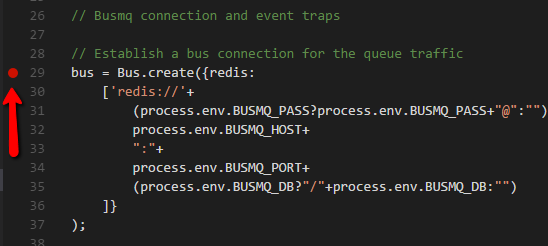 26 // Busmq connection and event traps
27
28 // Establish a bus connection for the queue traffic
29 bus = Bus.create({redis:
30 ['redis://'+
31 (process.env.BUSMQ_PASS?process.env.BUSMQ_PASS+"@":"")
32 process.env.BUSMQ_HOST+
33 ":"+
34 process.env.BUSMQ_PORT+
35 (process.env.BUSMQ_DB?"/"+process.env.BUSMQ_DB:"")
36 ]}
37 );
38